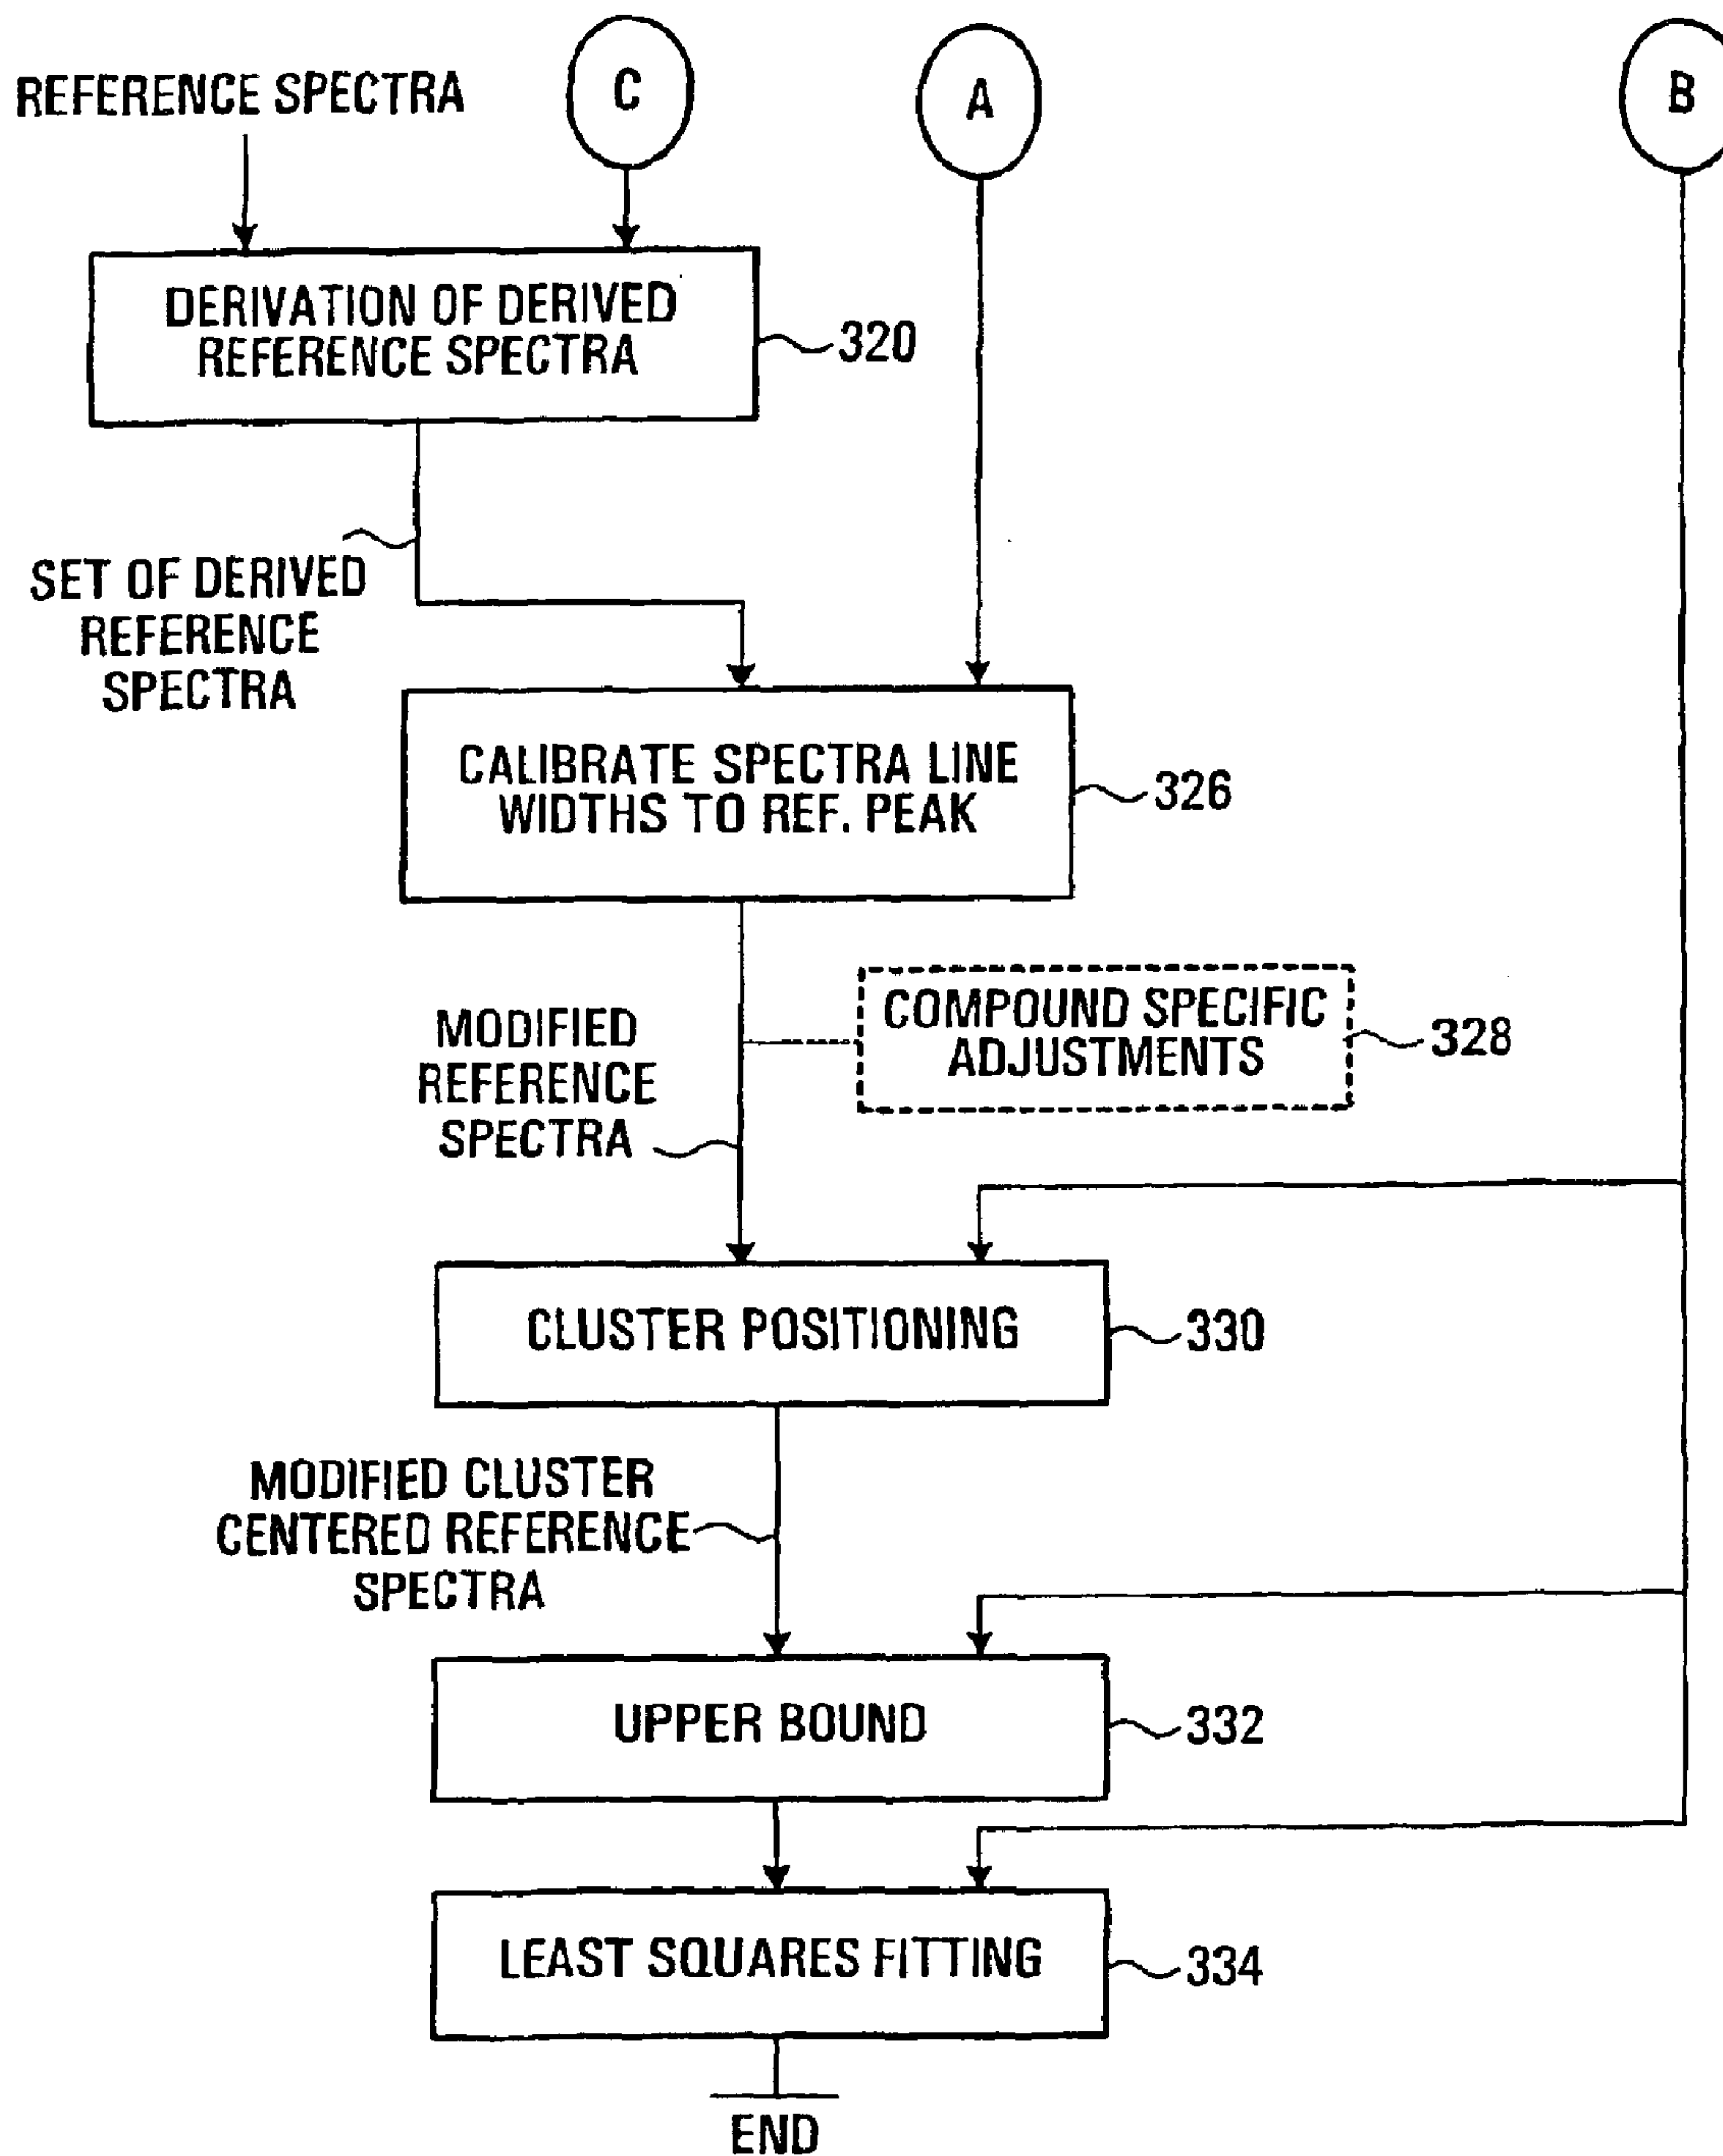 REFERENCE SPECTRA
C
A
B
DERIVATION OF DERIVED
REFERENCE SPECTRA
320
SET OF DERIVED
REFERENCE
SPECTRA
CALIBRATE SPECTRA LINE
WIDTHS TO REF. PEAK
326
COMPOUND SPECIFIC
ADJUSTMENTS
328
MODIFIED
REFERENCE
SPECTRA
CLUSTER POSITIONING
330
MODIFIED CLUSTER
CENTERED REFERENCE
SPECTRA
UPPER BOUND
332
LEAST SQUARES FITTING
334
END